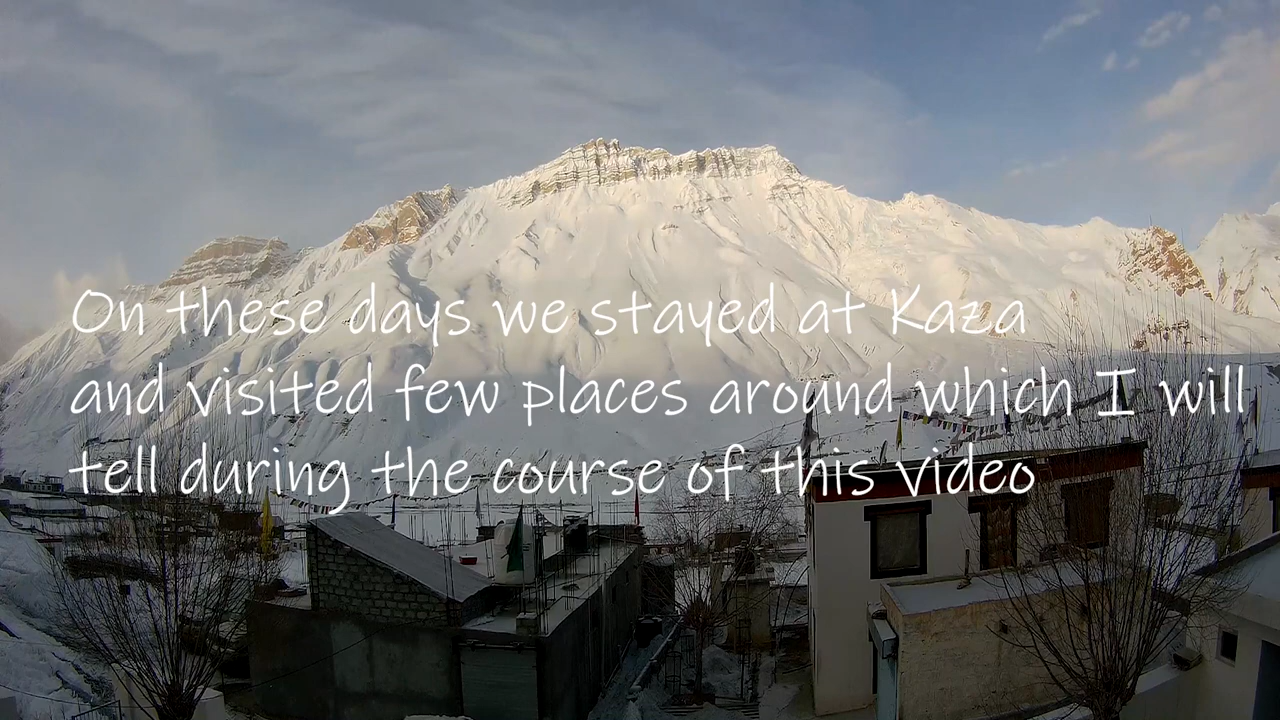 On these days we stayed at Kaza
and visited few places around which I will
tell during the course of this video